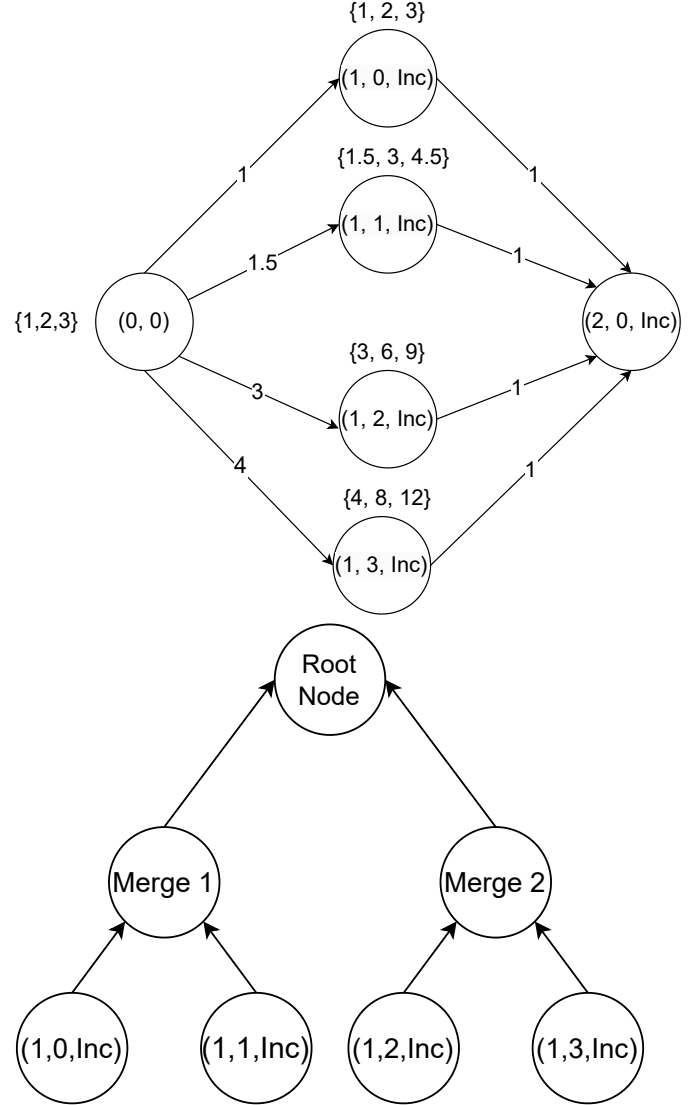 {1, 2, 3}
(1, 0, Inc)
1
1
{1.5, 3, 4.5}
(1, 1, Inc)
1.5
1
{1,2,3}
(0, 0)
(2, 0, Inc)
{3, 6, 9}
3
1
(1, 2, Inc)
4
1
{4, 8, 12}
(1, 3, Inc)
Root
Node
Merge 1
Merge 2
(1,0,Inc)
(1,1,Inc)
(1,2,Inc)
(1,3,Inc)